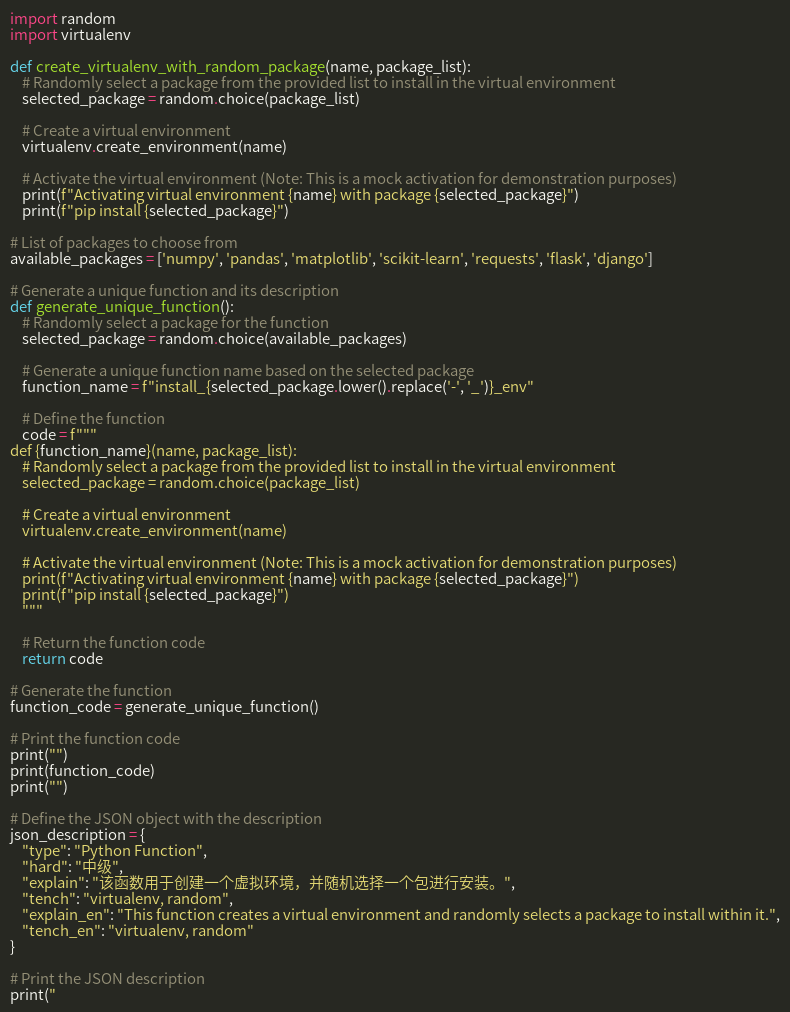 import random
import virtualenv

def create_virtualenv_with_random_package(name, package_list):
    # Randomly select a package from the provided list to install in the virtual environment
    selected_package = random.choice(package_list)

    # Create a virtual environment
    virtualenv.create_environment(name)

    # Activate the virtual environment (Note: This is a mock activation for demonstration purposes)
    print(f"Activating virtual environment {name} with package {selected_package}")
    print(f"pip install {selected_package}")

# List of packages to choose from
available_packages = ['numpy', 'pandas', 'matplotlib', 'scikit-learn', 'requests', 'flask', 'django']

# Generate a unique function and its description
def generate_unique_function():
    # Randomly select a package for the function
    selected_package = random.choice(available_packages)

    # Generate a unique function name based on the selected package
    function_name = f"install_{selected_package.lower().replace('-', '_')}_env"

    # Define the function
    code = f"""
def {function_name}(name, package_list):
    # Randomly select a package from the provided list to install in the virtual environment
    selected_package = random.choice(package_list)

    # Create a virtual environment
    virtualenv.create_environment(name)

    # Activate the virtual environment (Note: This is a mock activation for demonstration purposes)
    print(f"Activating virtual environment {name} with package {selected_package}")
    print(f"pip install {selected_package}")
    """

    # Return the function code
    return code

# Generate the function
function_code = generate_unique_function()

# Print the function code
print("")
print(function_code)
print("")

# Define the JSON object with the description
json_description = {
    "type": "Python Function",
    "hard": "中级",
    "explain": "该函数用于创建一个虚拟环境，并随机选择一个包进行安装。",
    "tench": "virtualenv, random",
    "explain_en": "This function creates a virtual environment and randomly selects a package to install within it.",
    "tench_en": "virtualenv, random"
}

# Print the JSON description
print("